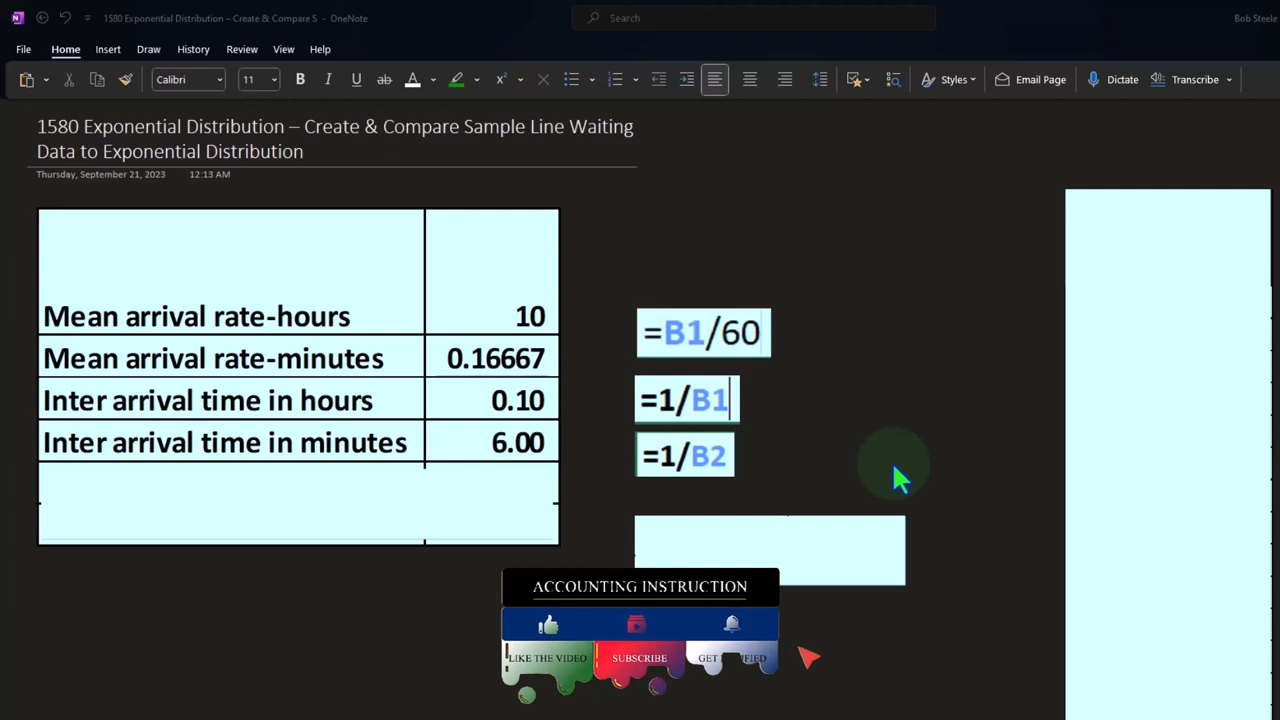 1580 Exponential Distribution – Create & Compare S - OneNote
Search
Bob Steele
File Home Insert Draw History Review View Help
Calibri 11 B I U ab A Styles Email Page Dictate Transcribe
1580 Exponential Distribution – Create & Compare Sample Line Waiting
Data to Exponential Distribution
Thursday, September 21, 2023 12:13 AM
Mean arrival rate-hours 10
Mean arrival rate-minutes 0.16667
Inter arrival time in hours 0.10
Inter arrival time in minutes 6.00
=B1/60
=1/B1
=1/B2
ACCOUNTING INSTRUCTION
LIKE THE VIDEO
SUBSCRIBE
GET